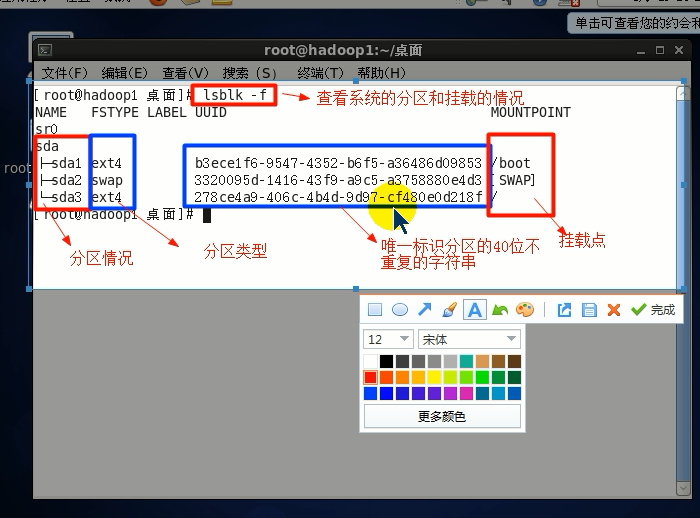 单击可查看您的约会和
root@hadoop1:~/桌面
文件(F) 编辑(E) 查看(V) 搜索 (S) 终端(T) 帮助(H)
[root@hadoop1 桌面]# lsblk -f
查看系统的分区和挂载的情况
NAME FSTYPE LABEL UUID MOUNTPOINT
sr0
sda
├─sda1 ext4 b3ece1f6-9547-4352-b6f5-a36486d09853 /boot
├─sda2 swap 3320095d-1416-43f9-a9c5-a3758880e4d3 [SWAP]
└─sda3 ext4 278ce4a9-406c-4b4d-9d97-cf480e0d218f /
[root@hadoop1 桌面]#
root
分区情况
分区类型
唯一标识分区的40位不
重复的字符串
挂载点
A
完成
12 宋体
更多颜色